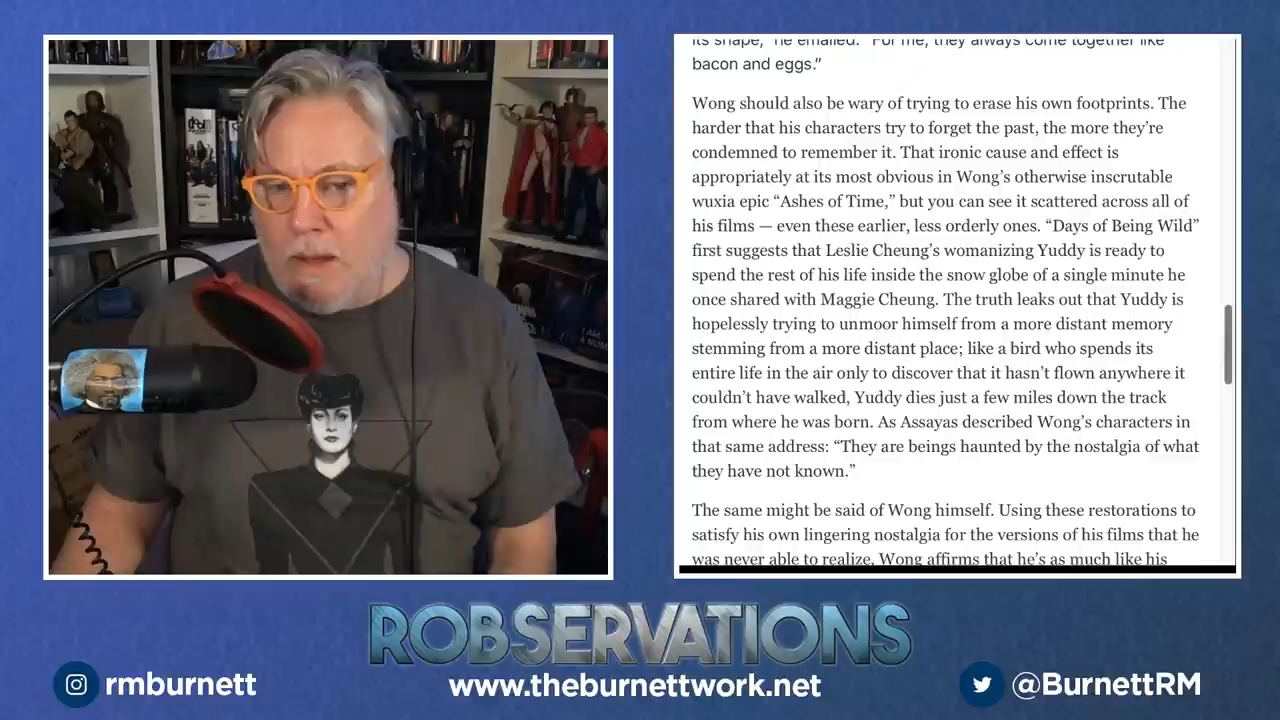 its shape," he emailed. "For me, they always come together like
bacon and eggs.”
Wong should also be wary of trying to erase his own footprints. The
harder that his characters try to forget the past, the more they’re
condemned to remember it. That ironic cause and effect is
appropriately at its most obvious in Wong’s otherwise inscrutable
wuxia epic “Ashes of Time,” but you can see it scattered across all of
his films — even these earlier, less orderly ones. “Days of Being Wild”
first suggests that Leslie Cheung’s womanizing Yuddy is ready to
spend the rest of his life inside the snow globe of a single minute he
once shared with Maggie Cheung. The truth leaks out that Yuddy is
hopelessly trying to unmoor himself from a more distant memory
stemming from a more distant place; like a bird who spends its
entire life in the air only to discover that it hasn’t flown anywhere it
couldn’t have walked, Yuddy dies just a few miles down the track
from where he was born. As Assayas described Wong’s characters in
that same address: “They are beings haunted by the nostalgia of what
they have not known.”
The same might be said of Wong himself. Using these restorations to
satisfy his own lingering nostalgia for the versions of his films that he
was never able to realize, Wong affirms that he’s as much like his
ROBSERVATIONS
rmburnett
www.theburnettwork.net
@BurnettRM